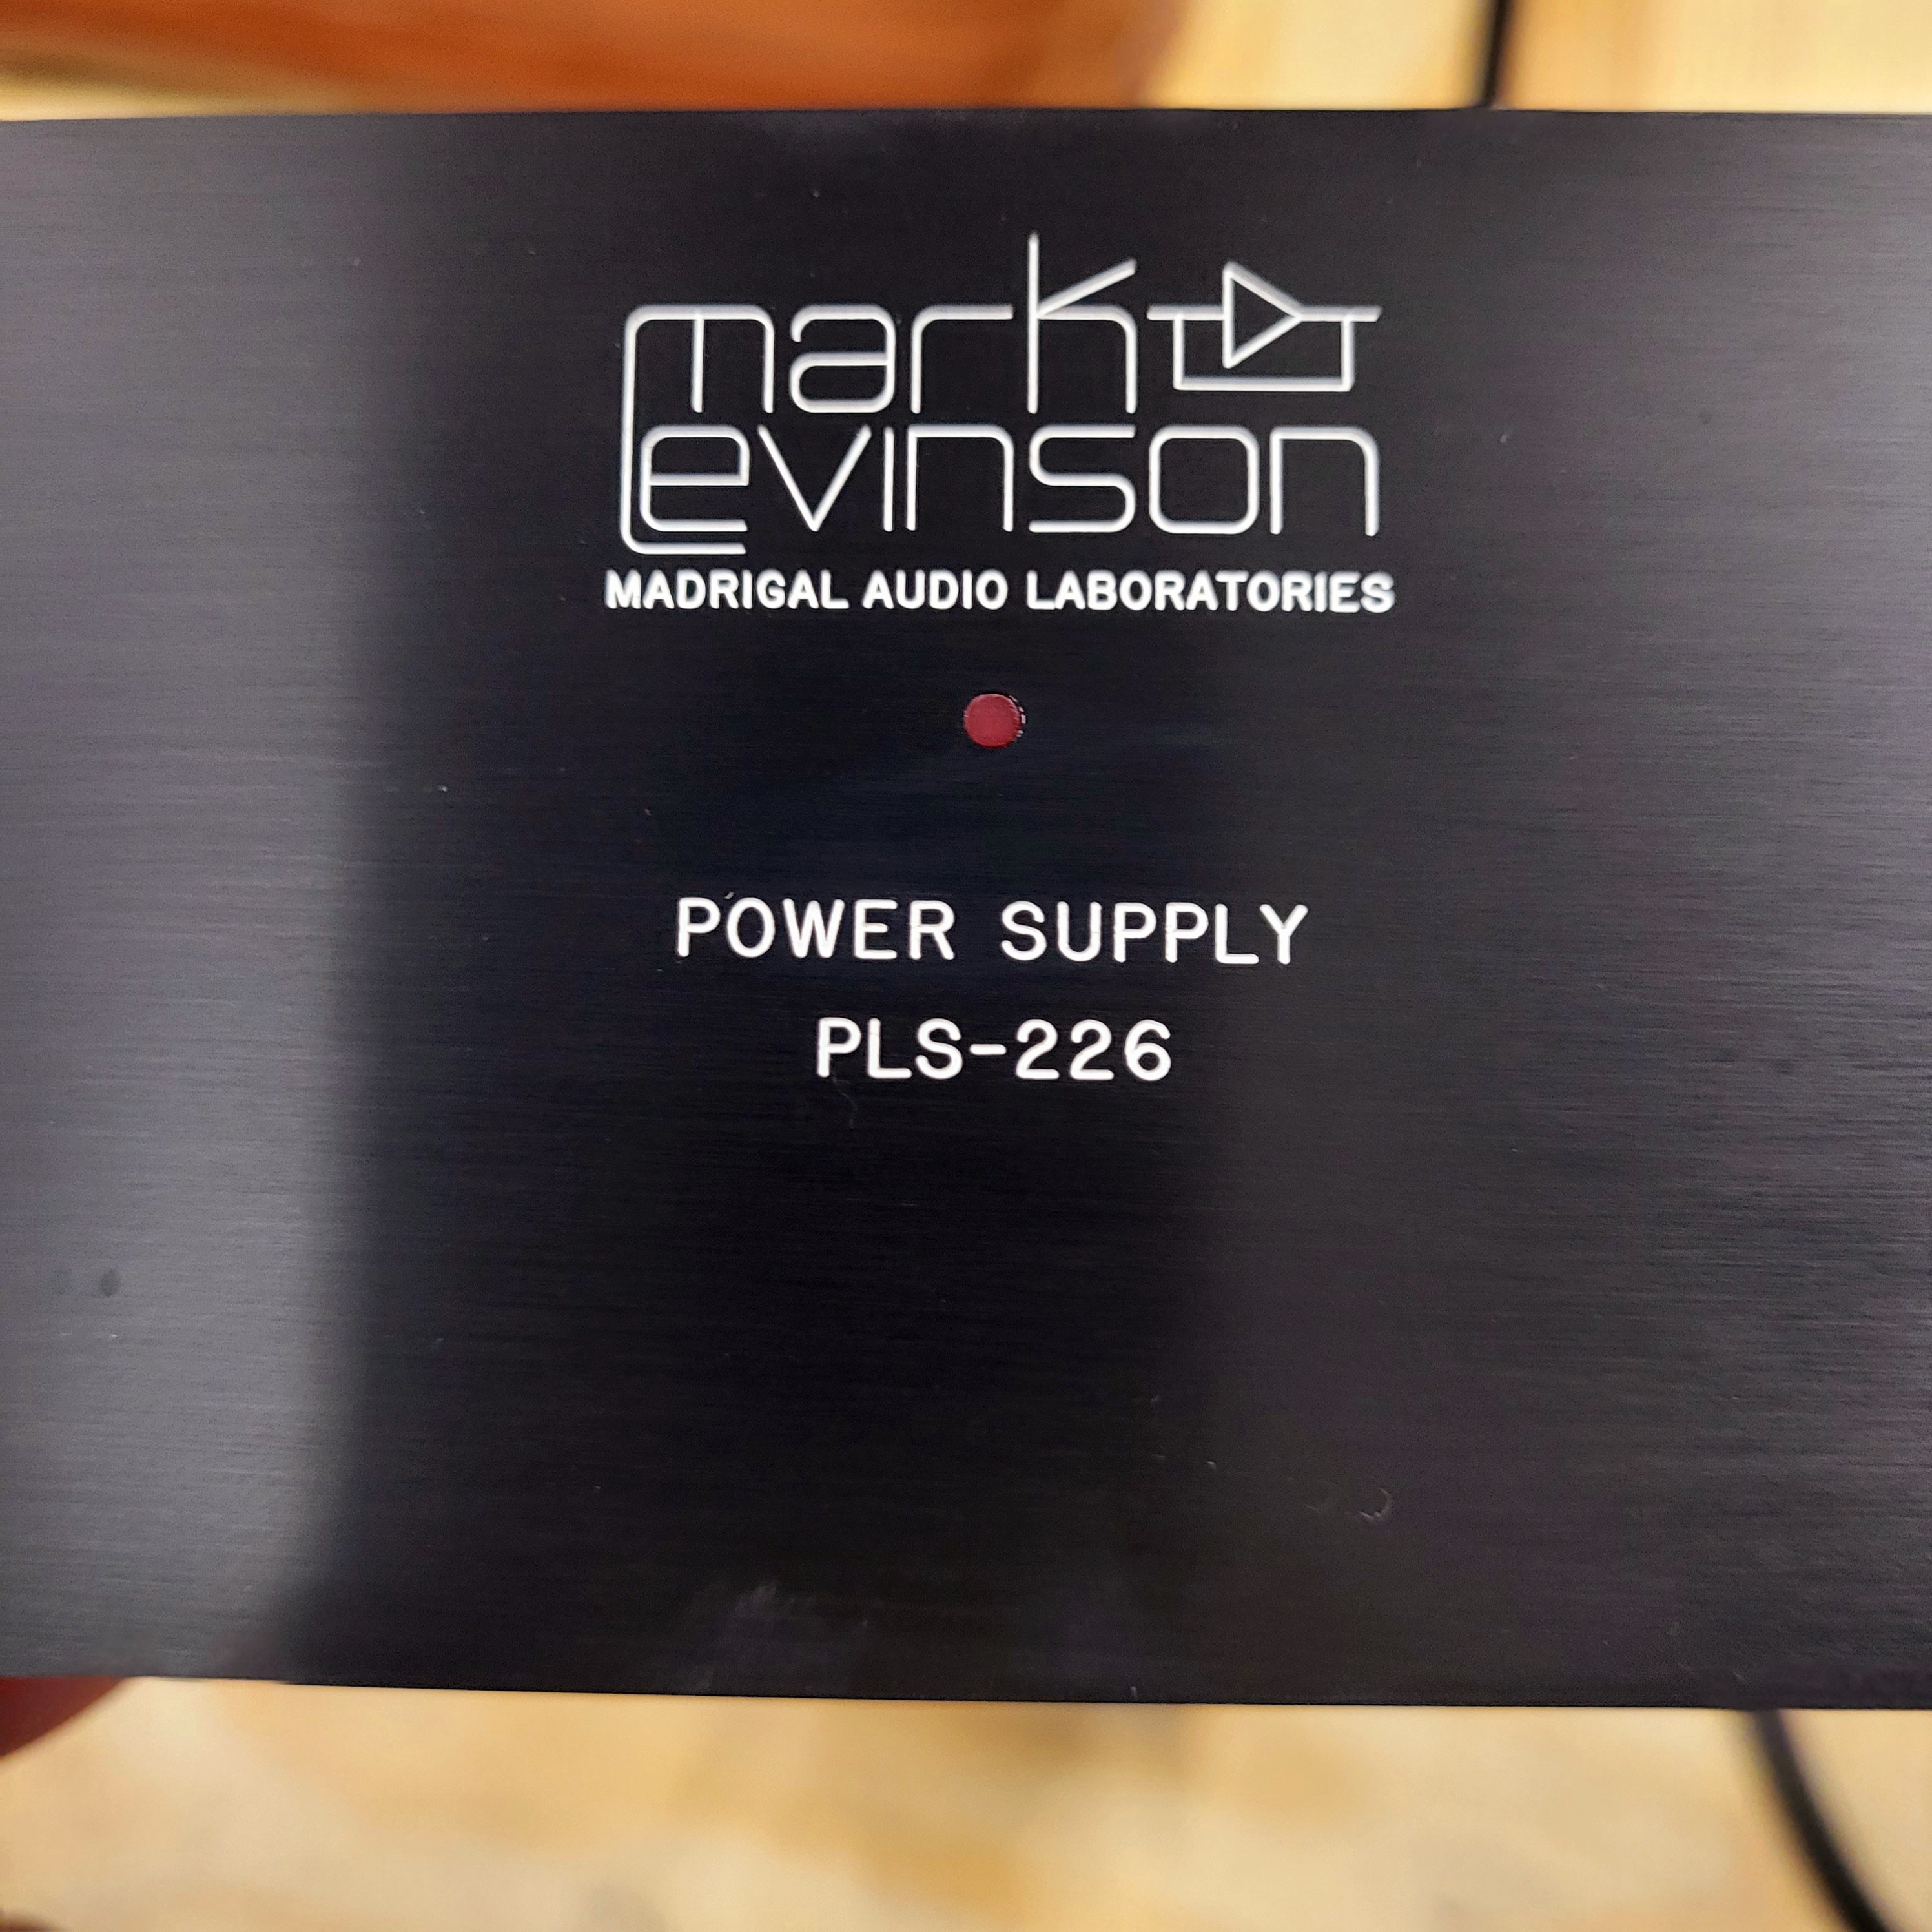 mark
Levinson
MADRIGAL AUDIO LABORATORIES
POWER SUPPLY
PLS-226